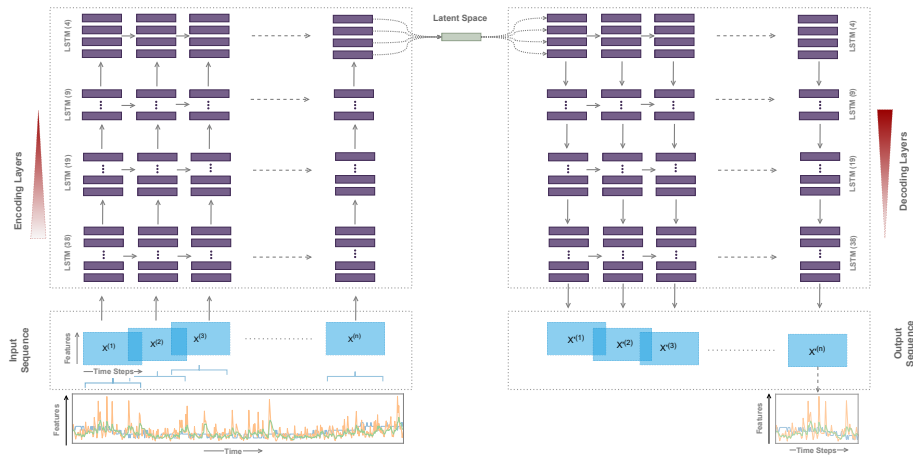 Latent Space
LSTM (4)
LSTM (9)
LSTM (19)
LSTM (38)
Encoding Layers
LSTM (4)
LSTM (9)
LSTM (19)
LSTM (38)
Decoding Layers
Input
Sequence
Features
X(1)
X(2)
X(3)
X(n)
Time Steps
X'(1)
X'(2)
X'(3)
X'(n)
Output
Sequence
Features
Time
Features
Time Steps